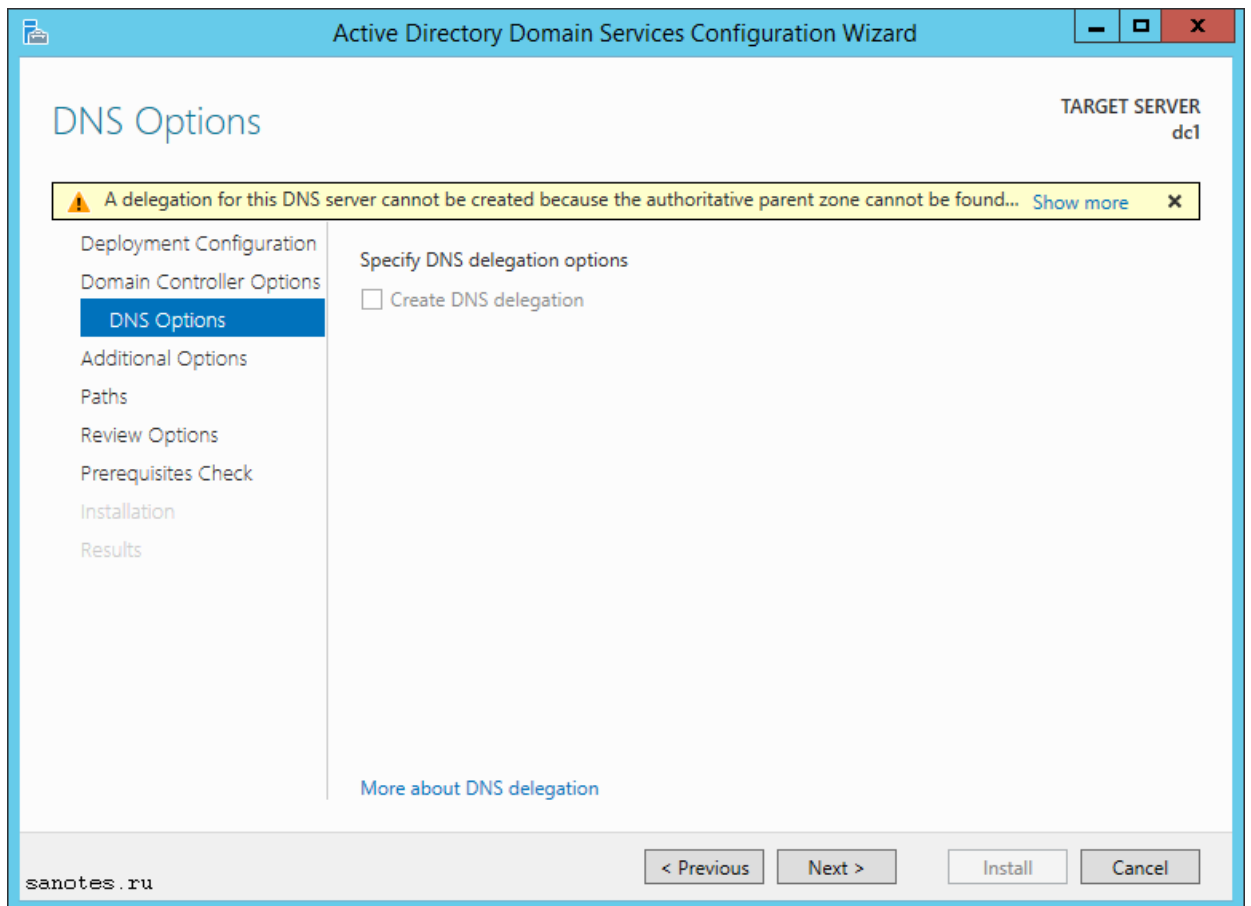 Active Directory Domain Services Configuration Wizard
DNS Options
TARGET SERVER
dc1
A delegation for this DNS server cannot be created because the authoritative parent zone cannot be found... Show more
Deployment Configuration
Domain Controller Options
DNS Options
Additional Options
Paths
Review Options
Prerequisites Check
Installation
Results
Specify DNS delegation options
Create DNS delegation
More about DNS delegation
< Previous Next > Install Cancel
sanotes.ru